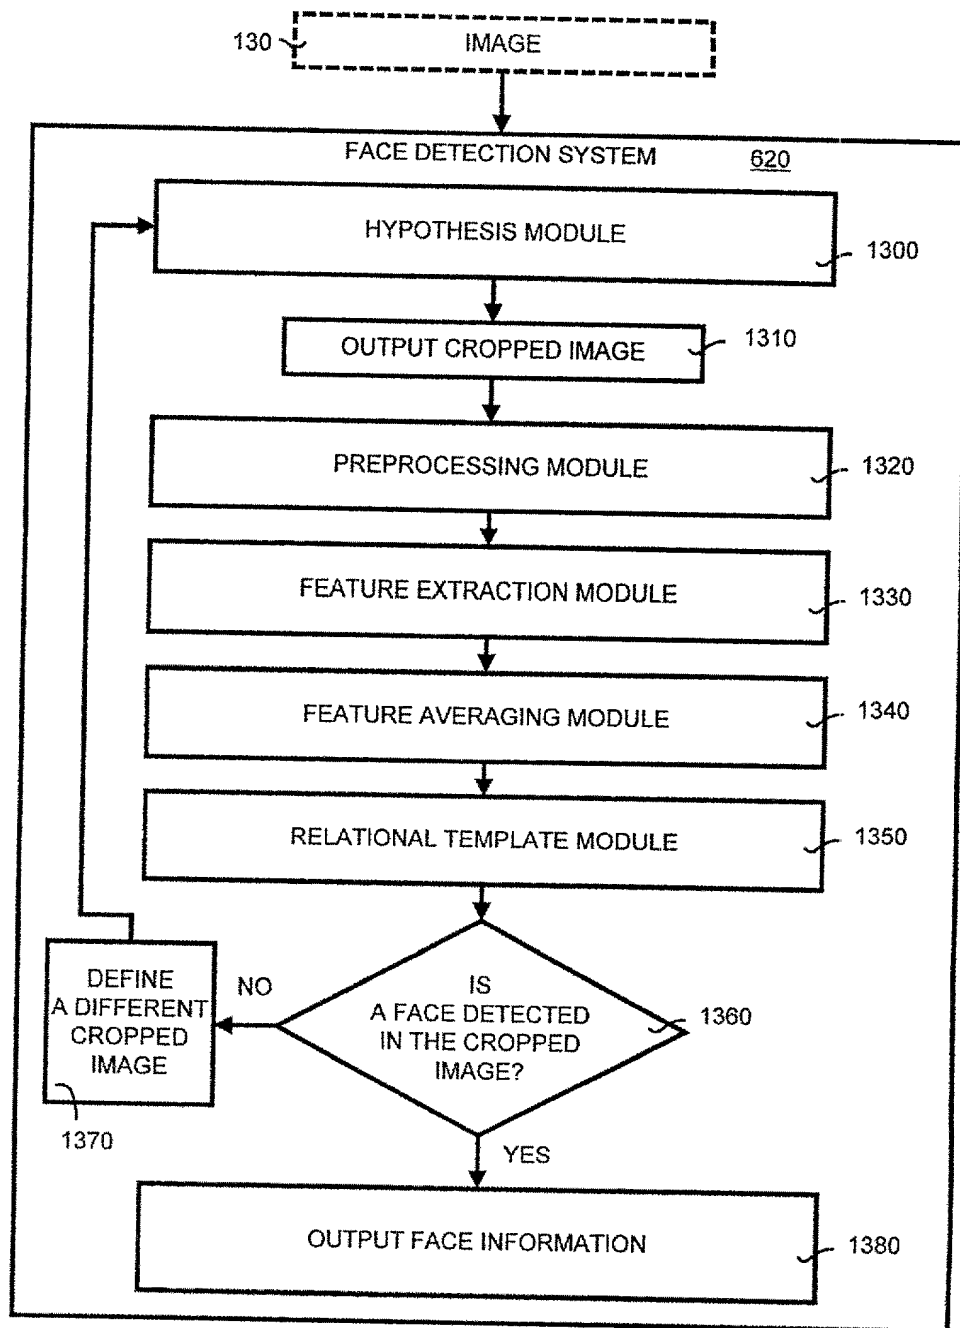 130 IMAGE
FACE DETECTION SYSTEM 620
HYPOTHESIS MODULE
1300
OUTPUT CROPPED IMAGE
1310
PREPROCESSING MODULE
1320
FEATURE EXTRACTION MODULE
1330
FEATURE AVERAGING MODULE
1340
RELATIONAL TEMPLATE MODULE
1350
IS
A FACE DETECTED
IN THE CROPPED
IMAGE?
1360
NO
DEFINE
A DIFFERENT
CROPPED
IMAGE
1370
YES
OUTPUT FACE INFORMATION
1380